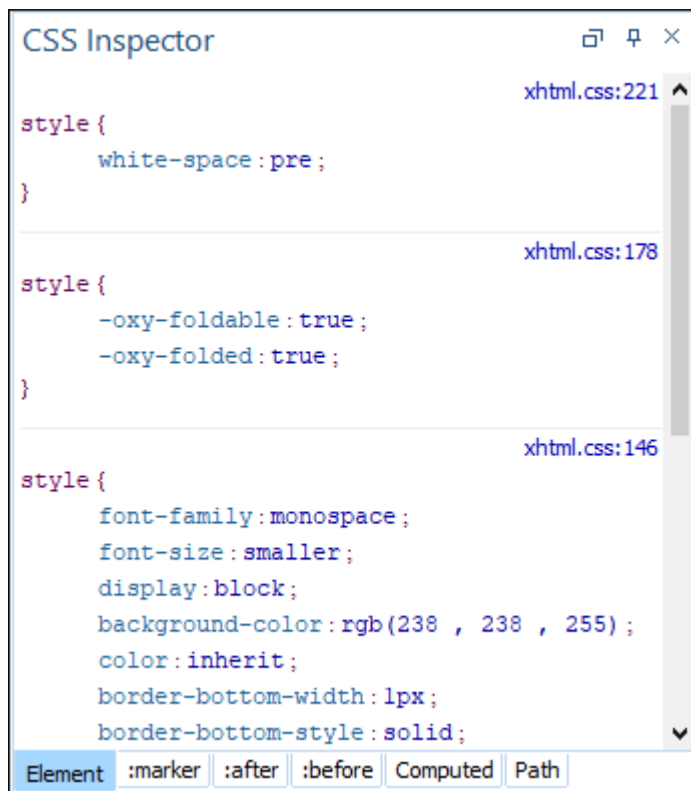 CSS Inspector
xhtml.css:221
style{
white-space:pre;
}
xhtml.css:178
style{
-oxy-foldable:true;
-oxy-folded:true;
}
xhtml.css:146
style{
font-family:monospace;
font-size:smaller;
display:block;
background-color:rgb(238 , 238 , 255);
color:inherit;
border-bottom-width:1px;
border-bottom-style:solid;
Element :marker :after :before Computed Path